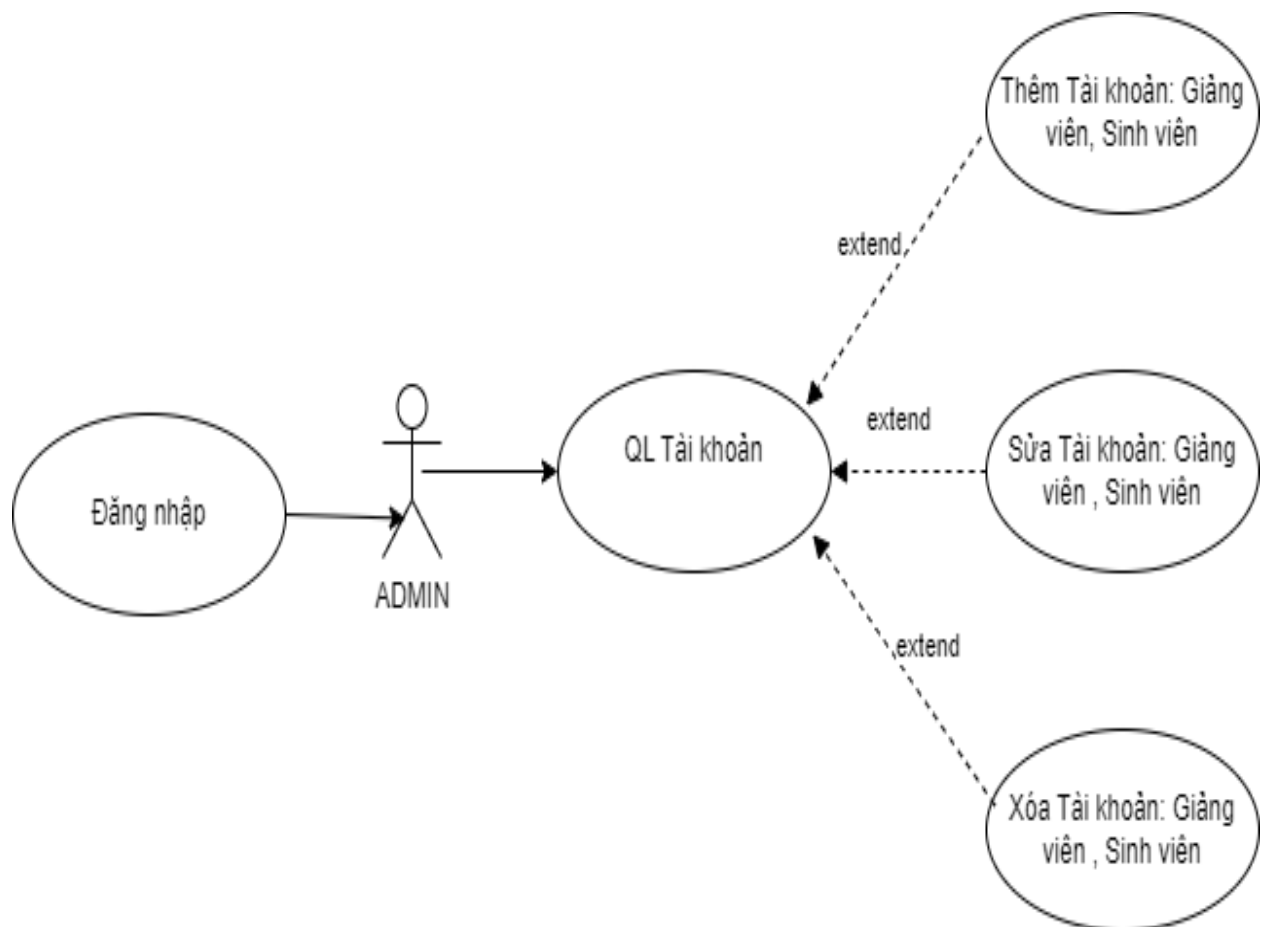 Thêm Tài khoản: Giảng
viên, Sinh viên
extend
extend
QL Tài khoản
Sửa Tài khoản: Giảng
viên , Sinh viên
Đăng nhập
ADMIN
extend
Xóa Tài khoản: Giảng
viên , Sinh viên